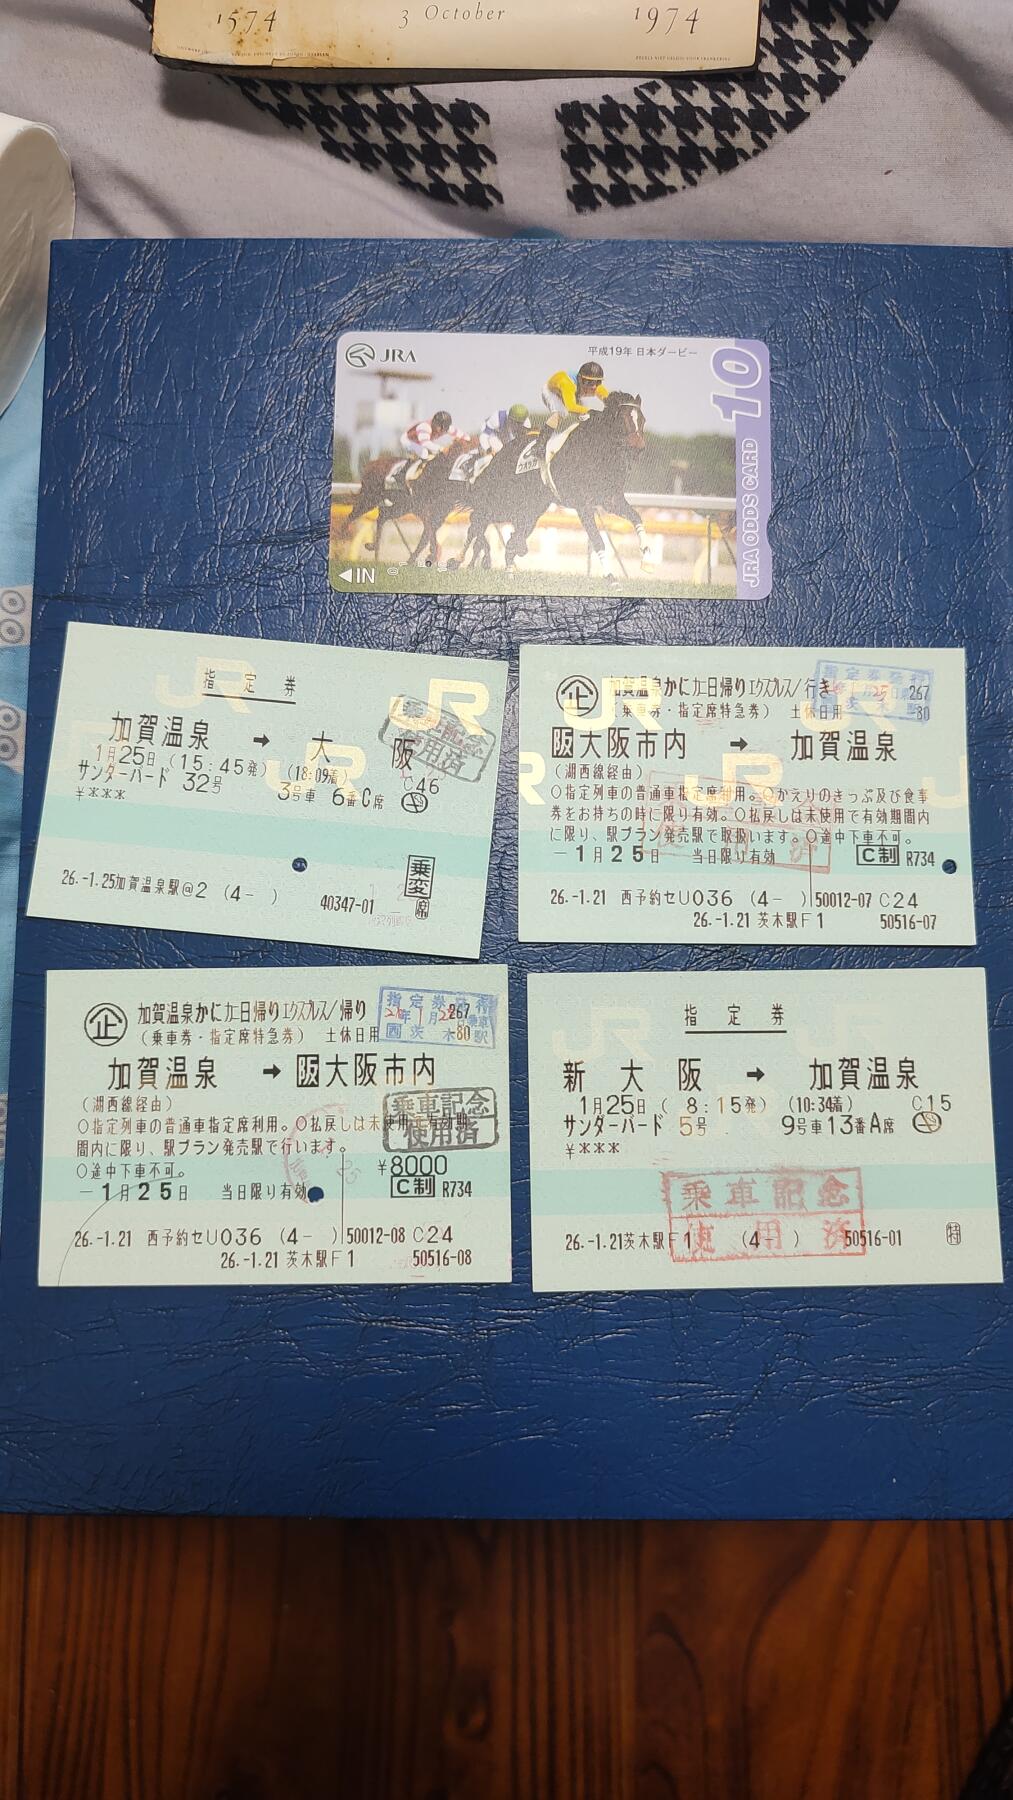 1574
3 October
1974
JRA
平成19年 日本ダービー
10
JRA ODDS CARD
ウオッカ
◀IN
指定券
加賀温泉 → 大阪
1月25日 (15:45発) (18:09着) C46
サンダーバード 32号 3号車 6番C席
¥***
乗車記念
使用済
乗変
26.-1.25加賀温泉駅@2 (4- ) 40347-01
企 加賀温泉かにカニ日帰りエクスプレス/行き 267
(乗車券・指定席特急券) 土休日用 -80
阪大阪市内 → 加賀温泉
(湖西線経由)
○指定列車の普通車指定席利用。○かえりのきっぷ及び食事
券をお持ちの時に限り有効。○払戻しは未使用で有効期間内
に限り、駅プラン発売駅で取扱います。○途中下車不可。
-1月25日 当日限り有効 C制 R734
26.-1.21 西予約セU036 (4- ) 50012-07 C24
26.-1.21 茨木駅F1 50516-07
企 加賀温泉かにカニ日帰りエクスプレス/帰り 267
(乗車券・指定席特急券) 土休日用 80
指定券発行
加賀温泉 → 阪大阪市内
(湖西線経由)
○指定列車の普通車指定席利用。○払戻しは未使用で有効期
間内に限り、駅プラン発売駅で行います。
○途中下車不可。 ¥8000
乗車記念
使用済
-1月25日 当日限り有効 C制 R734
26.-1.21 西予約セU036 (4- ) 50012-08 C24
26.-1.21 茨木駅F1 50516-08
指定券
新大阪 → 加賀温泉
1月25日 ( 8:15発) (10:34着) C15
サンダーバード 5号 9号車13番A席
¥***
乗車記念
使用済
26.-1.21茨木駅F1 (4- ) 50516-01 特